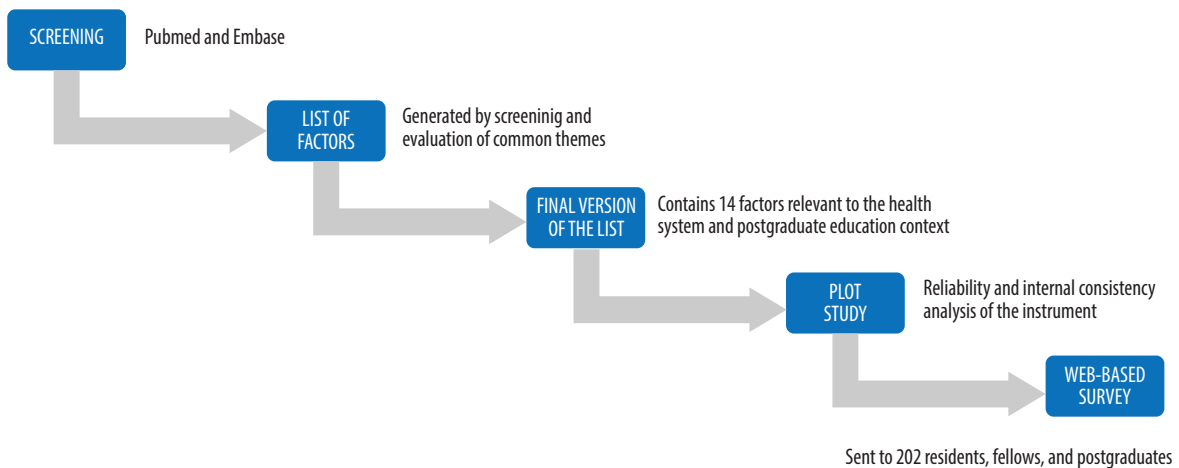 SCREENING
Pubmed and Embase
LIST OF
FACTORS
Generated by screeninig and
evaluation of common themes
FINAL VERSION
OF THE LIST
Contains 14 factors relevant to the health
system and postgraduate education context
PLOT
STUDY
Reliability and internal consistency
analysis of the instrument
WEB-BASED
SURVEY
Sent to 202 residents, fellows, and postgraduates